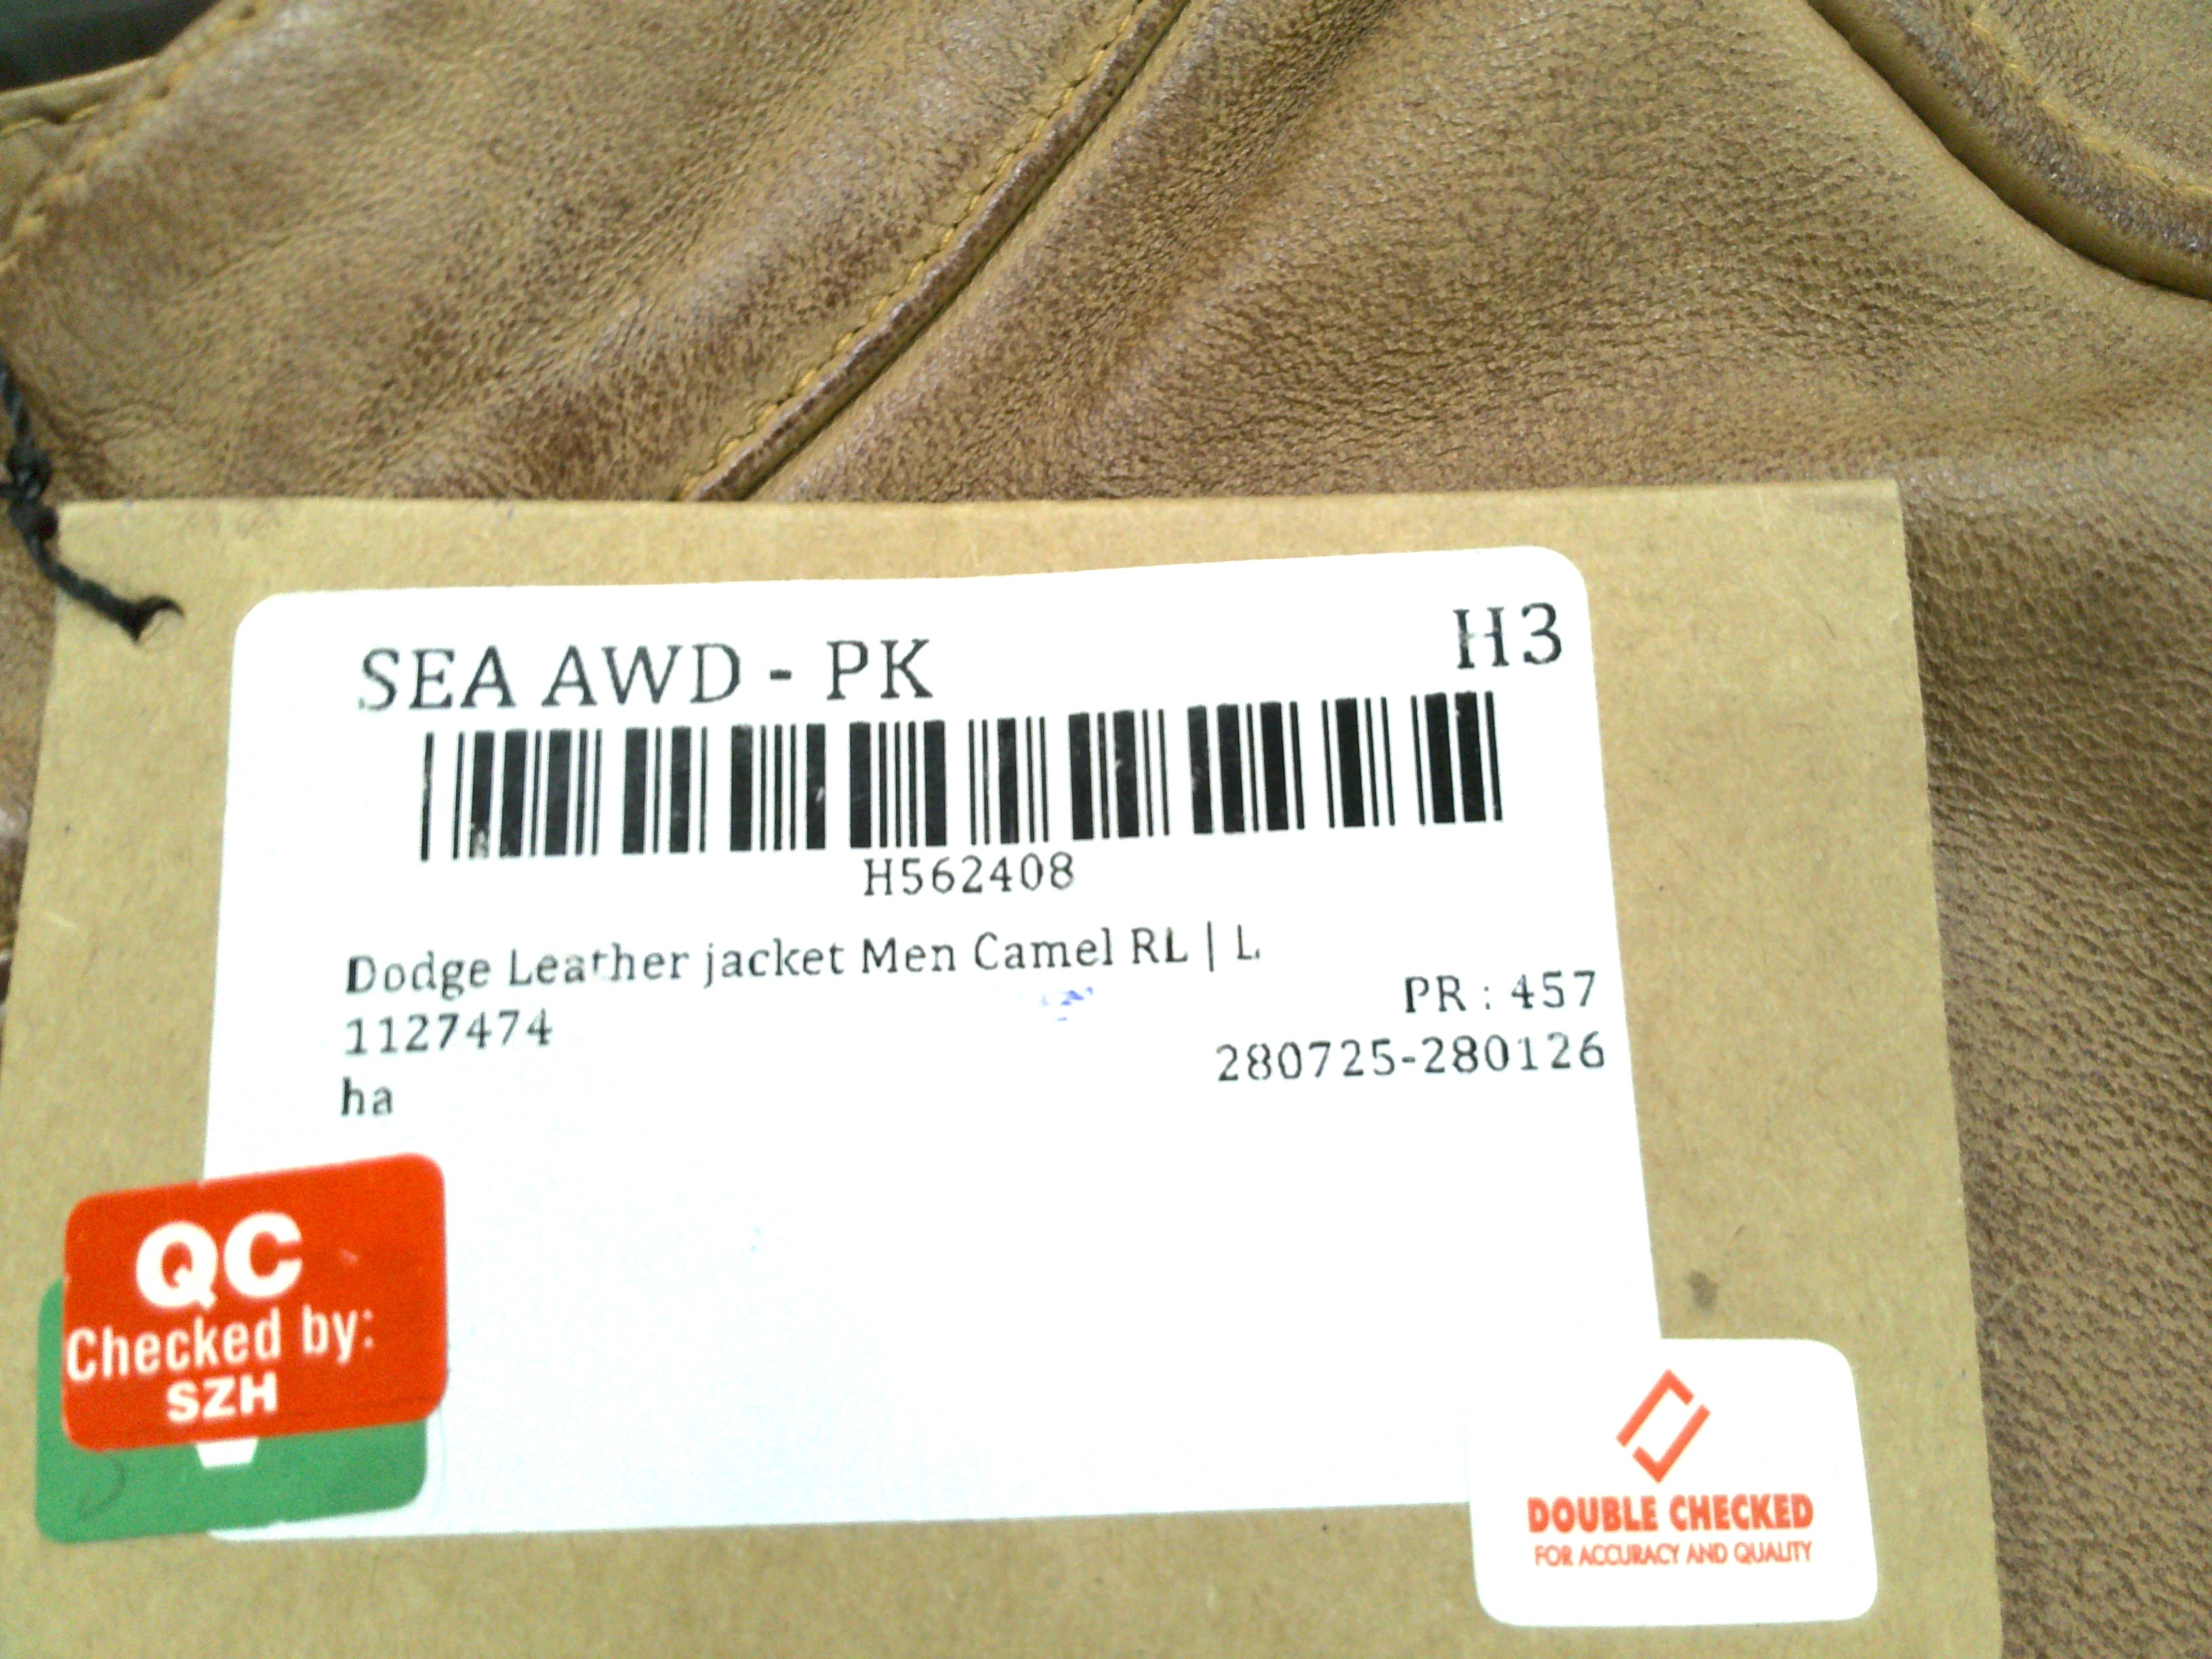 SEA AWD - PK
H3
H562408
Dodge Leather jacket Men Camel RL | L
PR : 457
1127474
280725-280126
ha
QC
Checked by:
SZH
DOUBLE CHECKED
FOR ACCURACY AND QUALITY